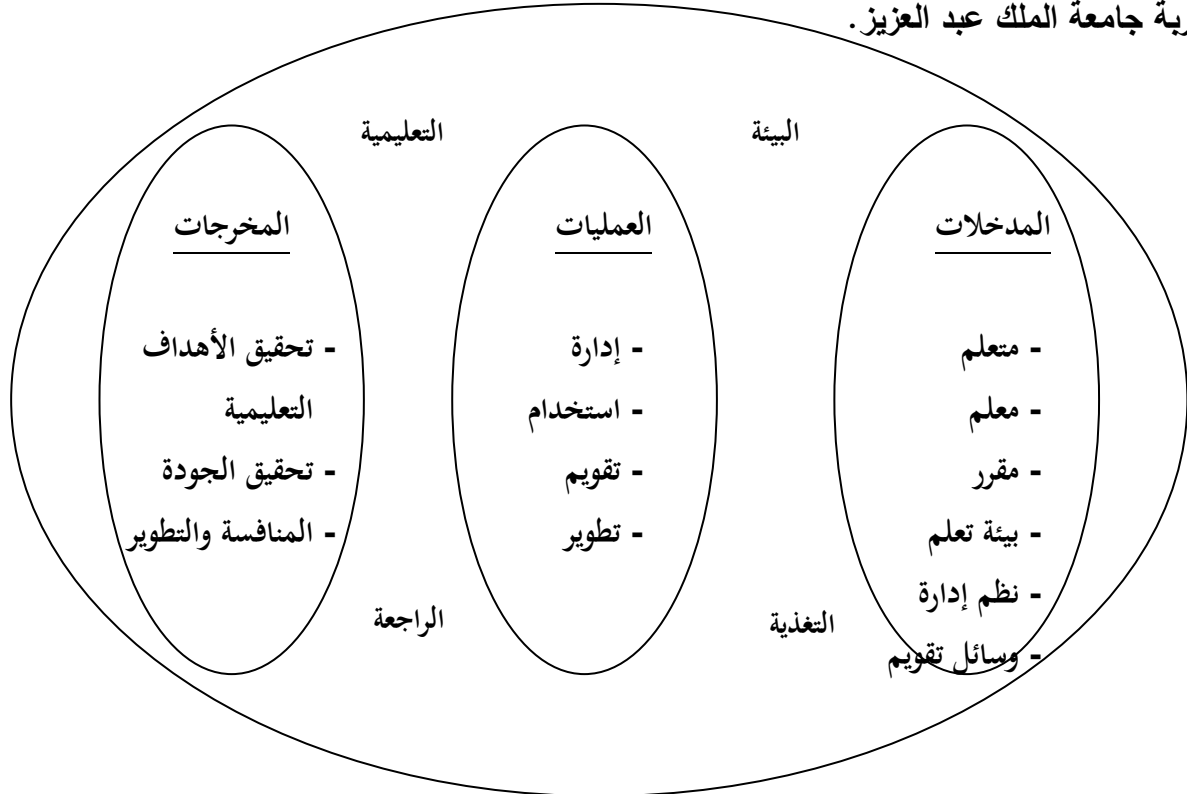 جامعة الملك عبد العزيز.
البيئة
التعليمية
المدخلات
- متعلم
- معلم
- مقرر
- بيئة تعلم
- نظم إدارة
- وسائل تقويم
العمليات
- إدارة
- استخدام
- تقويم
- تطوير
المخرجات
- تحقيق الأهداف
التعليمية
- تحقيق الجودة
- المنافسة والتطوير
التغذية
الراجعة